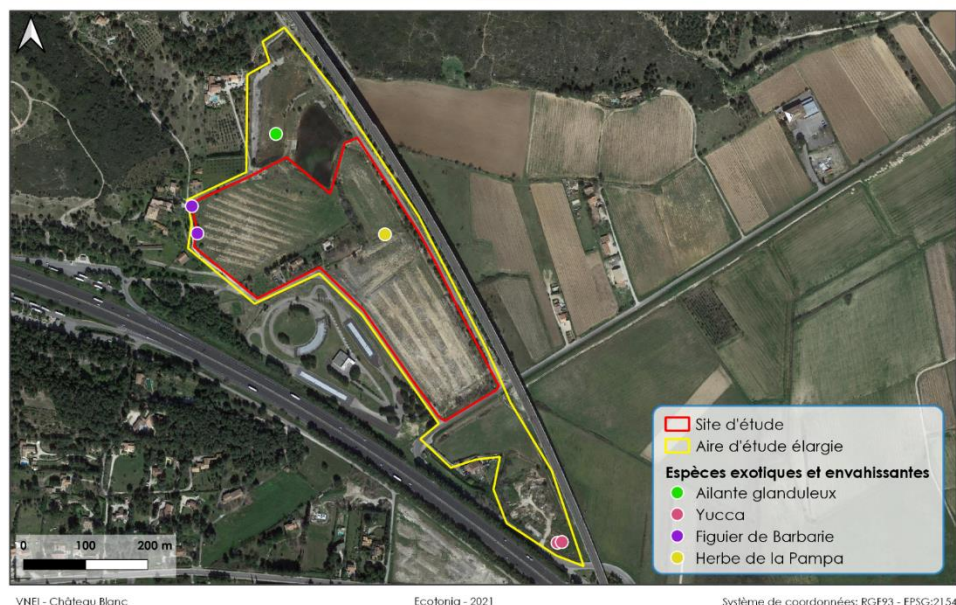 Site d'étude
Aire d'étude élargie
Espèces exotiques et envahissantes
Ailante glanduleux
Yucca
Figuier de Barbarie
Herbe de la Pampa
0 100 200 m
VNEI - Château Blanc Ecotonia - 2021 Système de coordonnées: RGF93 - EPSG:2154